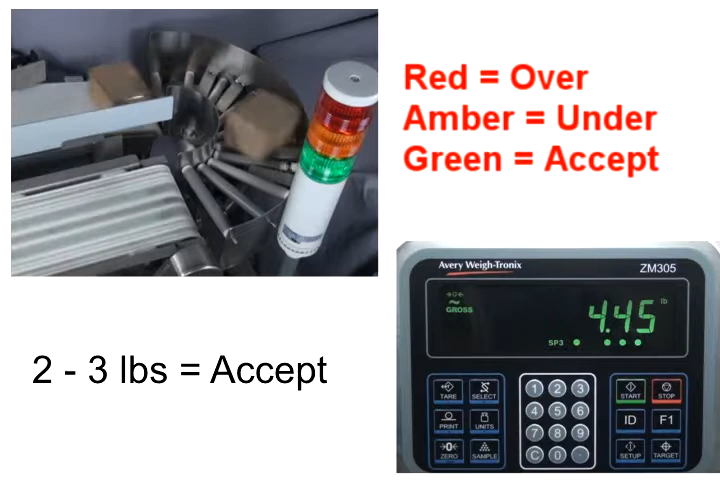 Red = Over
Amber = Under
Green = Accept
Avery Weigh-Tronix
ZM305
→0←
~
GROSS
4.45 lb
SP3
2 - 3 lbs = Accept
TARE
SELECT
1 2 3
START
STOP
PRINT
UNITS
4 5 6
ID
F1
→0←
ZERO
SAMPLE
7 8 9
C 0 .
SETUP
TARGET